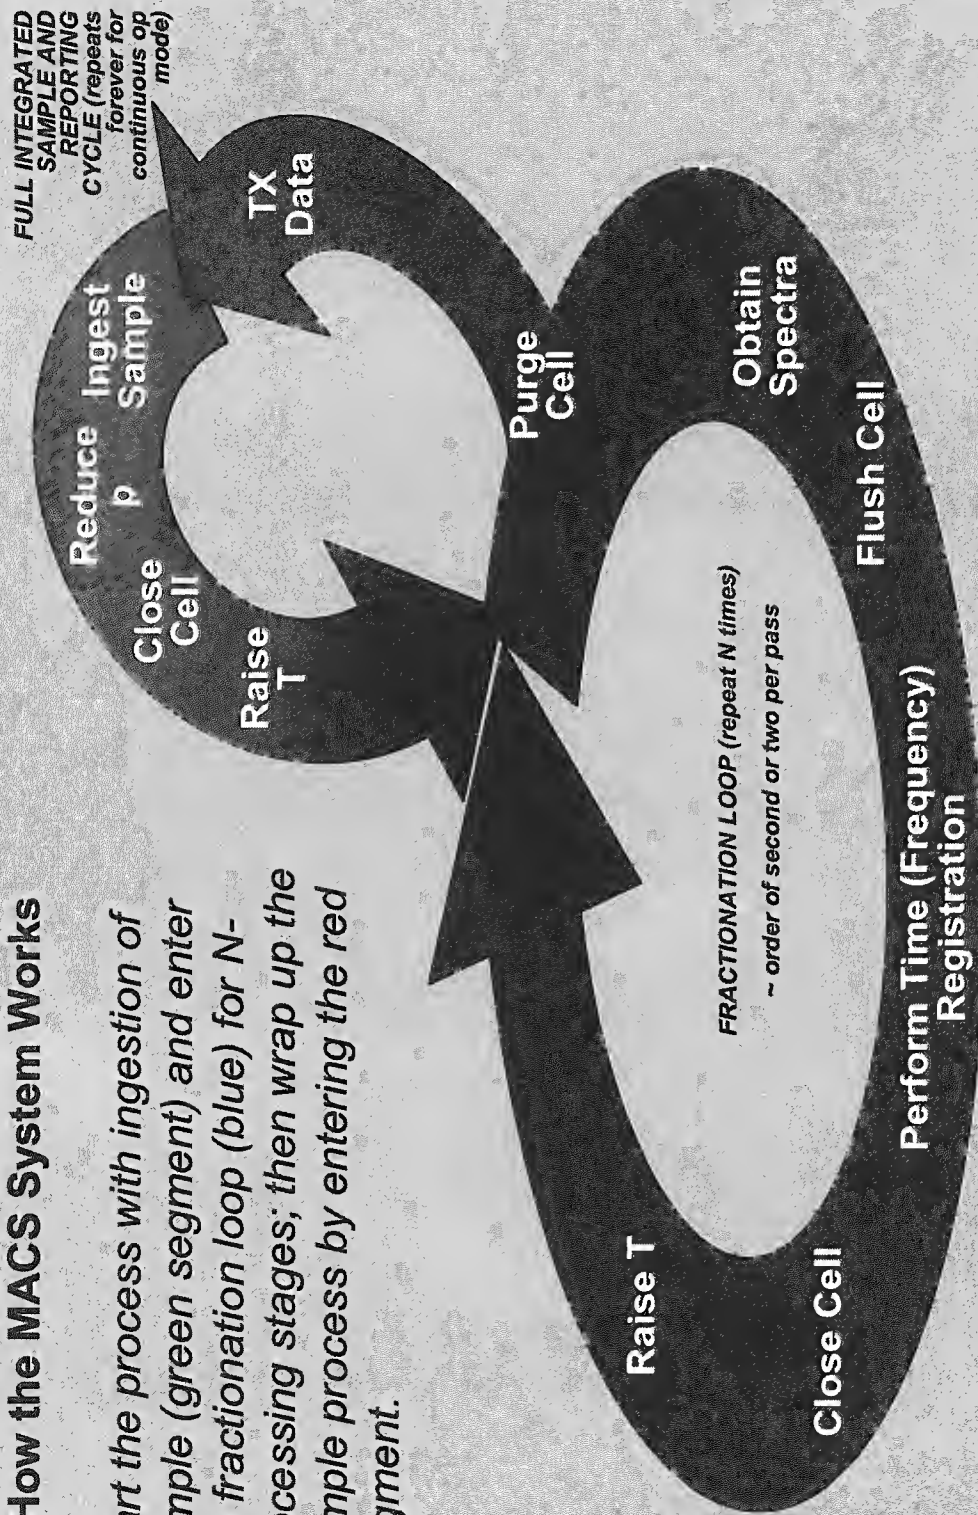 How the MACS System Works
art the process with ingestion of
mple (green segment) and enter
fractionation loop (blue) for N-
cessing stages; then wrap up the
mple process by entering the red
gment.
FULL INTEGRATED
SAMPLE AND
REPORTING
CYCLE (repeats
forever for
continuous op
mode)
Ingest
Sample
Reduce
p
Close
Cell
Raise
T
Obtain
Spectra
Flush Cell
Perform Time (Frequency)
Registration
Close Cell
Raise T
FRACTIONATION LOOP (repeat N times)
~ order of second or two per pass
Purge
Cell
TX
Data